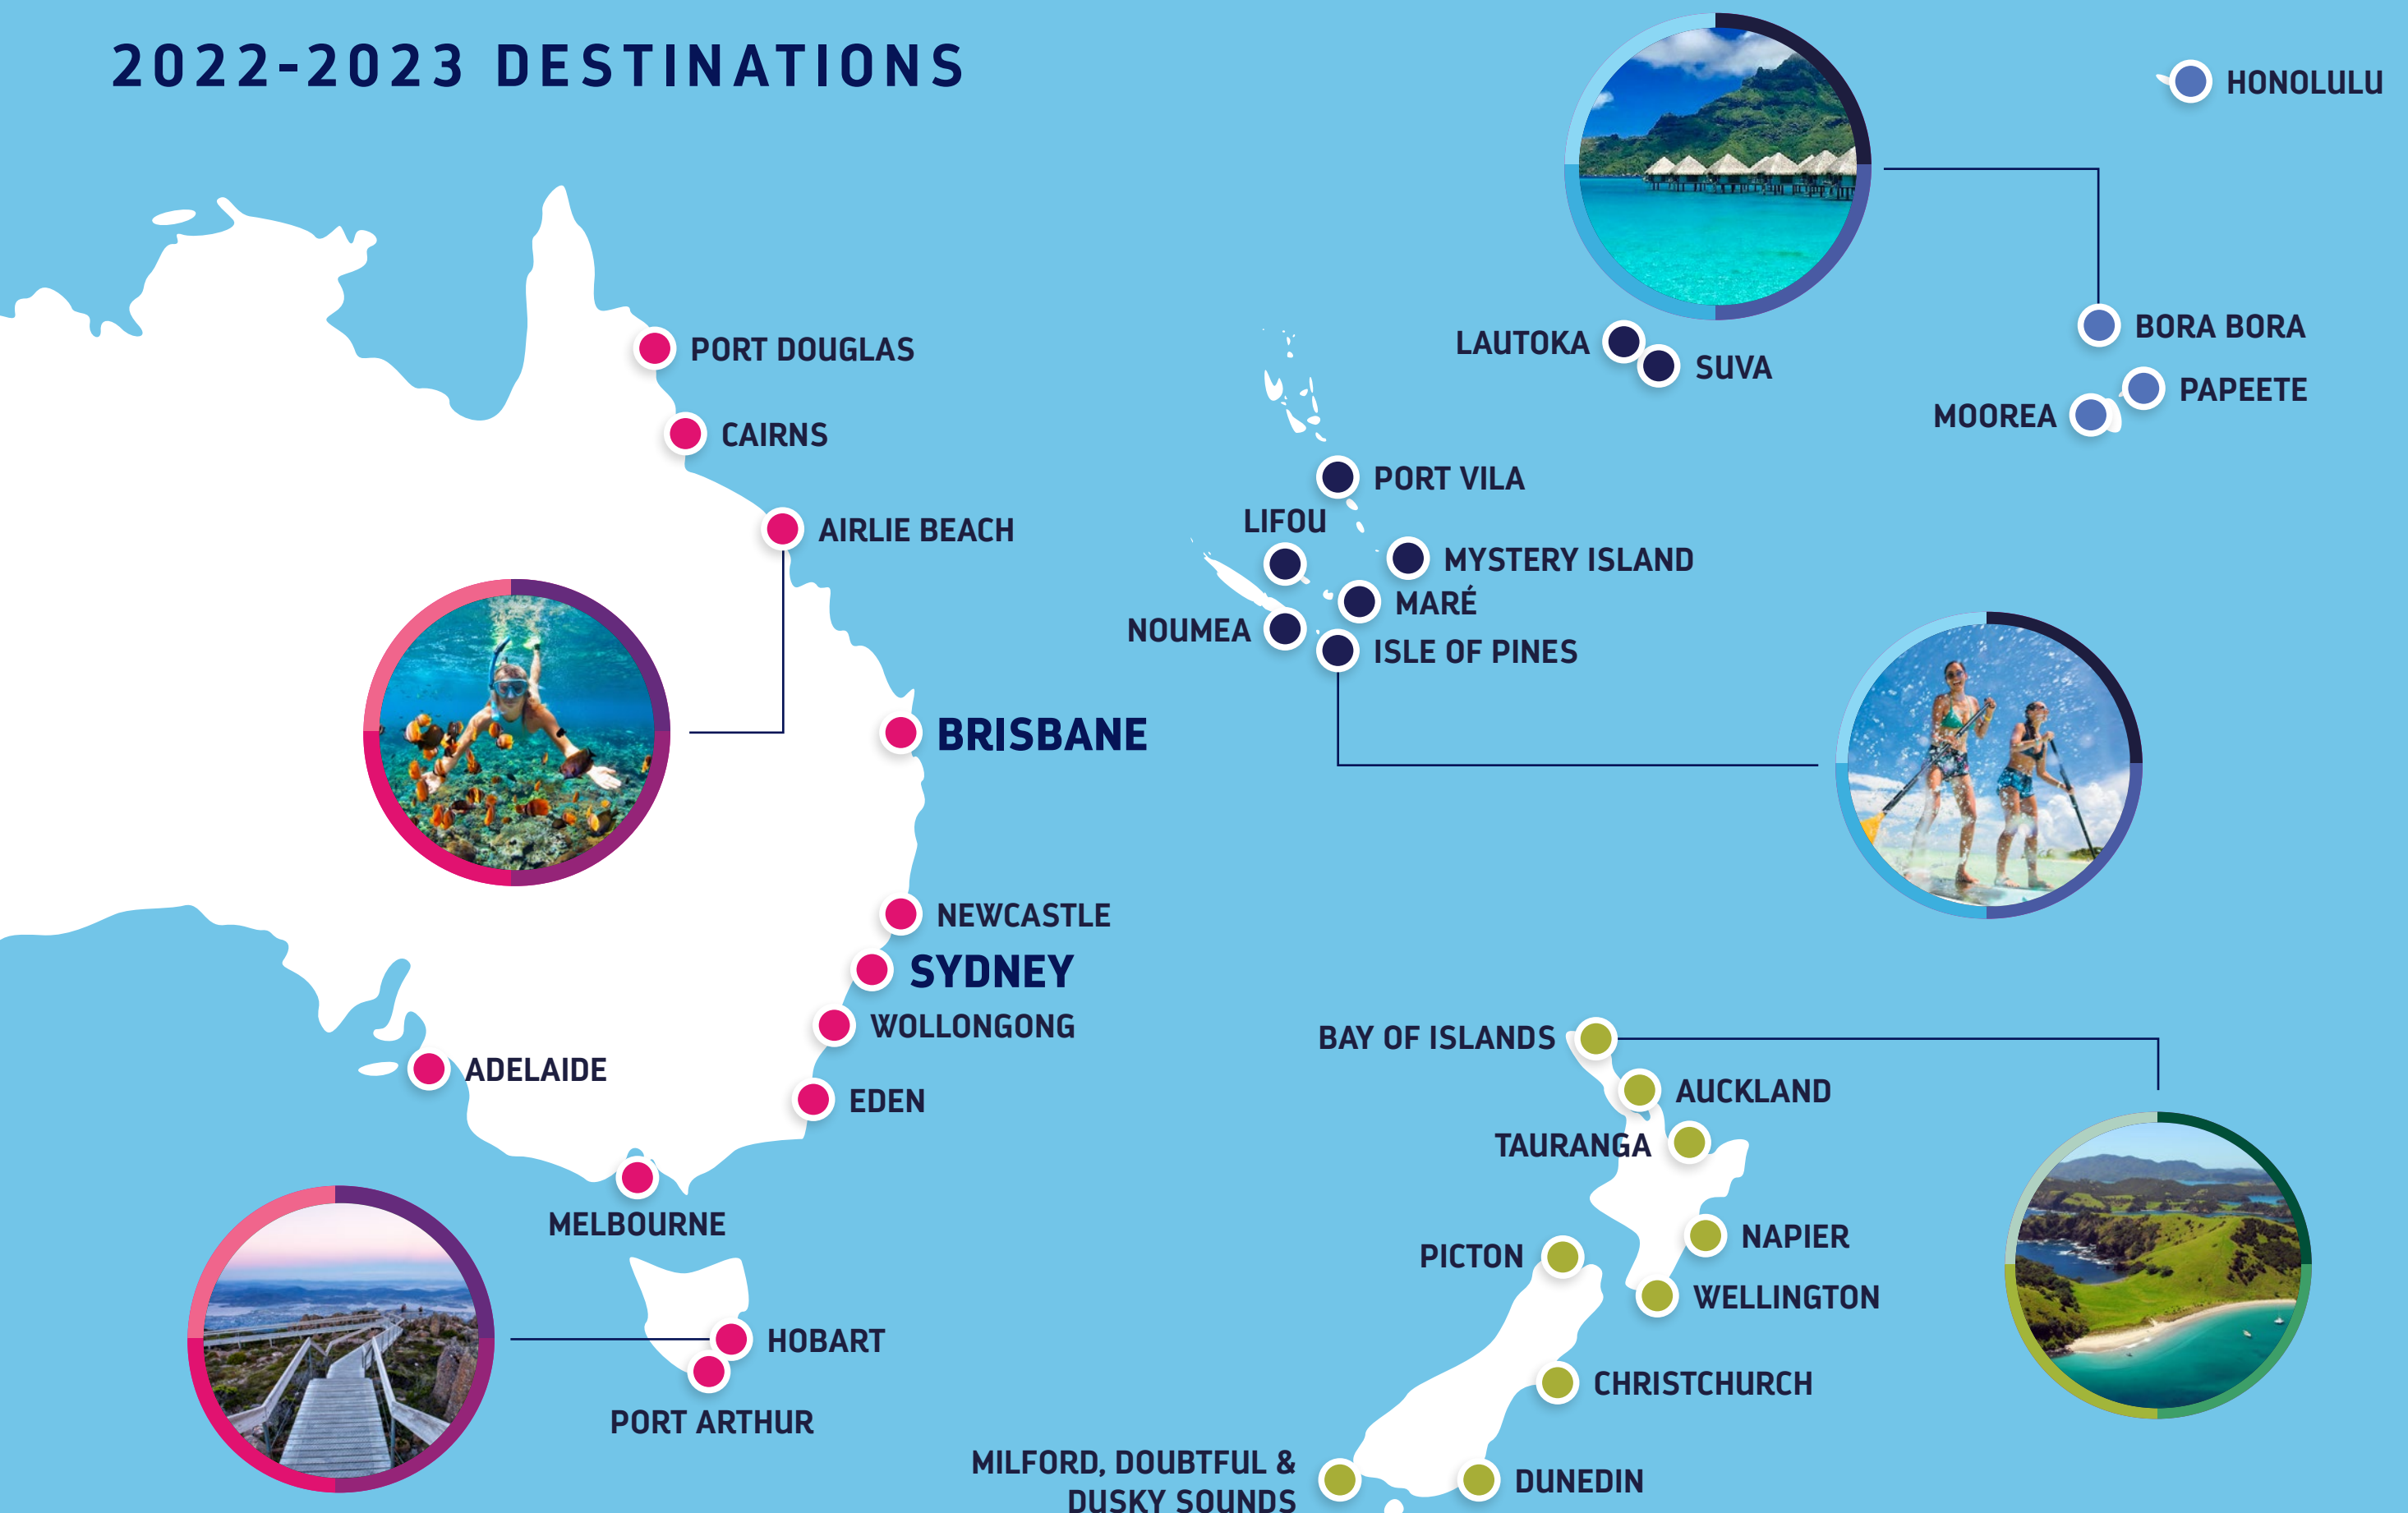 2022-2023 DESTINATIONS
HONOLULU
BORA BORA
PAPEETE
MOOREA
LAUTOKA
SUVA
PORT DOUGLAS
CAIRNS
AIRLIE BEACH
PORT VILA
LIFOU
MYSTERY ISLAND
MARÉ
NOUMEA
ISLE OF PINES
BRISBANE
NEWCASTLE
SYDNEY
WOLLONGONG
ADELAIDE
EDEN
MELBOURNE
HOBART
PORT ARTHUR
BAY OF ISLANDS
AUCKLAND
TAURANGA
NAPIER
PICTON
WELLINGTON
CHRISTCHURCH
MILFORD, DOUBTFUL &
DUSKY SOUNDS
DUNEDIN